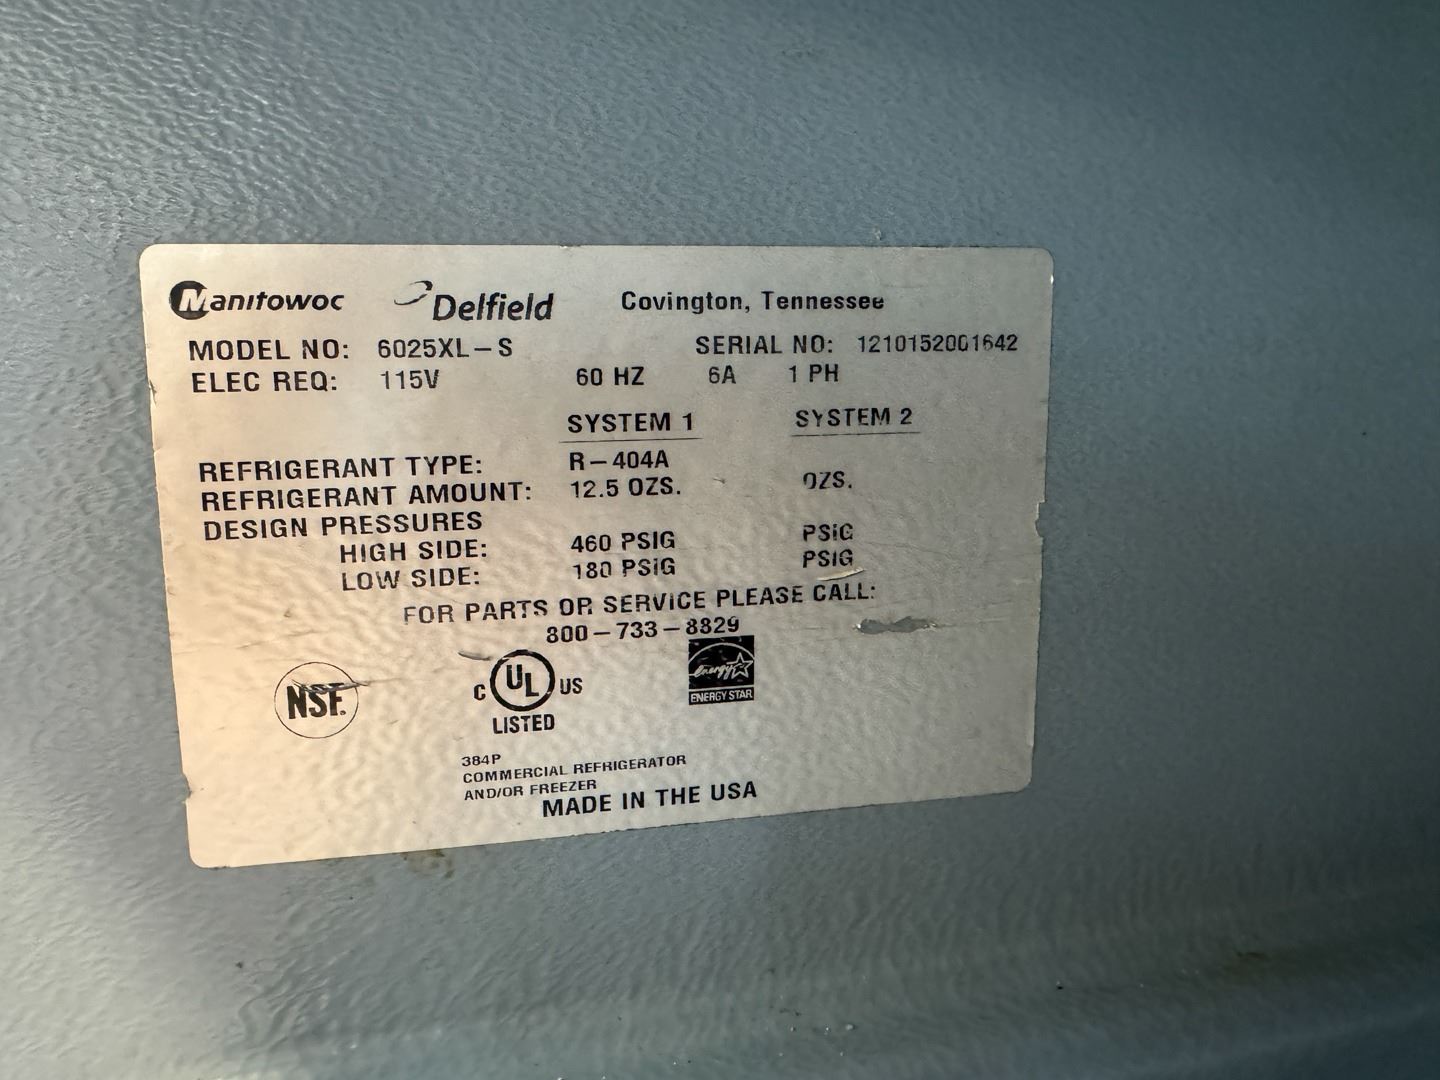 Manitowoc Delfield Covington, Tennessee
MODEL NO: 6025XL-S SERIAL NO: 1210152001642
ELEC REQ: 115V 60 HZ 6A 1 PH
SYSTEM 1 SYSTEM 2
REFRIGERANT TYPE: R-404A
REFRIGERANT AMOUNT: 12.5 OZS. OZS.
DESIGN PRESSURES
HIGH SIDE: 460 PSIG PSIG
LOW SIDE: 180 PSIG PSIG
FOR PARTS OR SERVICE PLEASE CALL:
800-733-8829
NSF.
C UL US
LISTED
energy
ENERGY STAR
384P
COMMERCIAL REFRIGERATOR
AND/OR FREEZER
MADE IN THE USA